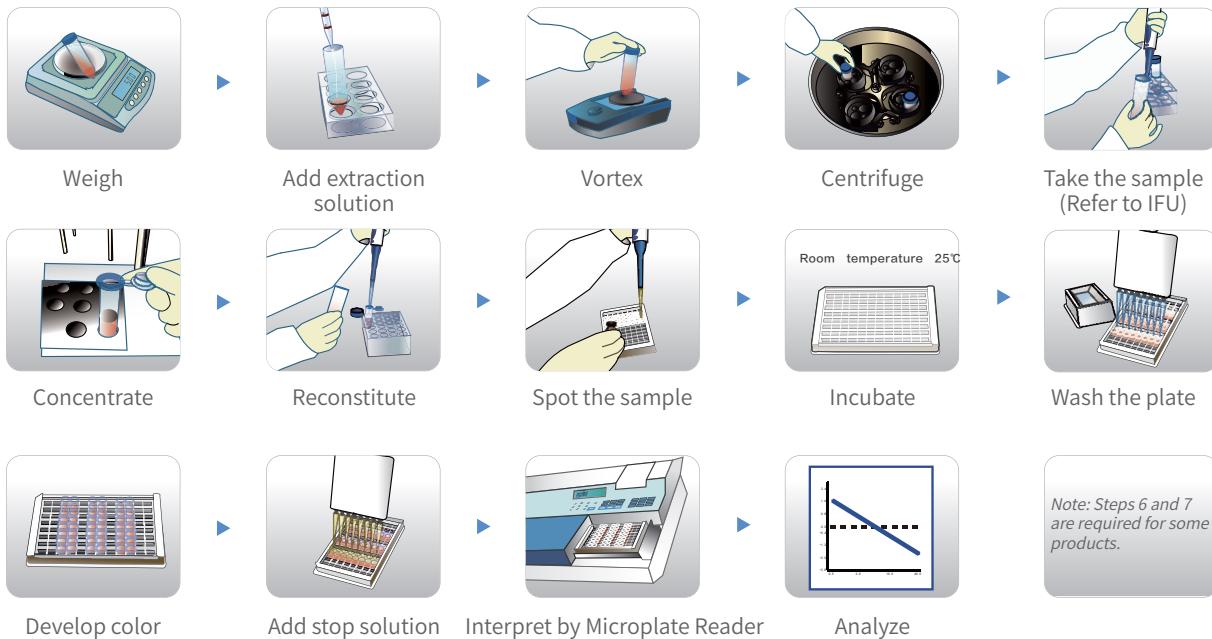 Weigh
Add extraction
solution
Vortex
Centrifuge
Take the sample
(Refer to IFU)
Room temperature 25℃
Concentrate
Reconstitute
Spot the sample
Incubate
Wash the plate
Note: Steps 6 and 7
are required for some
products.
Develop color
Add stop solution
Interpret by Microplate Reader
Analyze